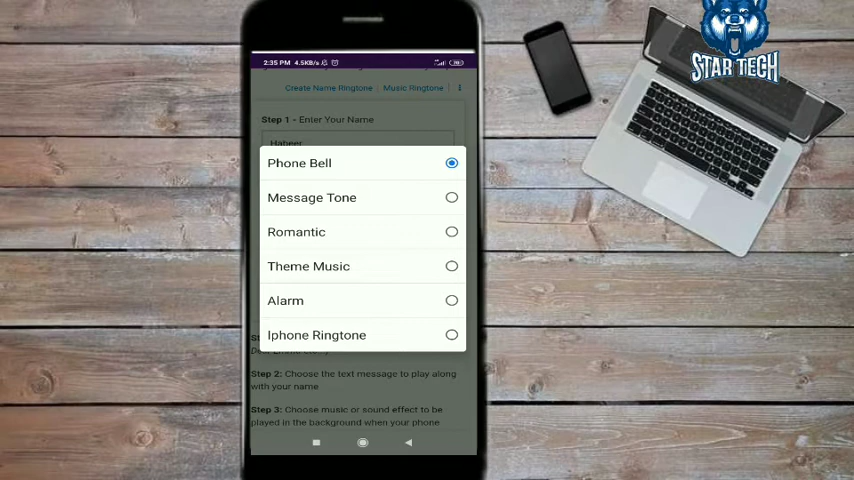 STAR TECH
2:35 PM 4.5KB/s
Create Name Ringtone | Music Ringtone
Step 1 - Enter Your Name
Habeer
Phone Bell
Message Tone
Romantic
Theme Music
Alarm
Iphone Ringtone
Step 2: Choose the text message to play along
with your name
Step 3: Choose music or sound effect to be
played in the background when your phone